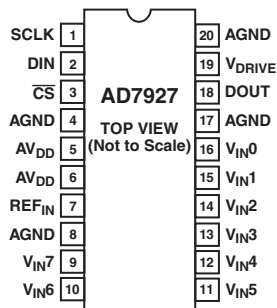 SCLK 1 20 AGND
DIN 2 19 VDRIVE
CS 3 AD7927 18 DOUT
AGND 4 17 AGND
TOP VIEW
(Not to Scale)
AVDD 5 16 VIN0
AVDD 6 15 VIN1
REFIN 7 14 VIN2
AGND 8 13 VIN3
VIN7 9 12 VIN4
VIN6 10 11 VIN5